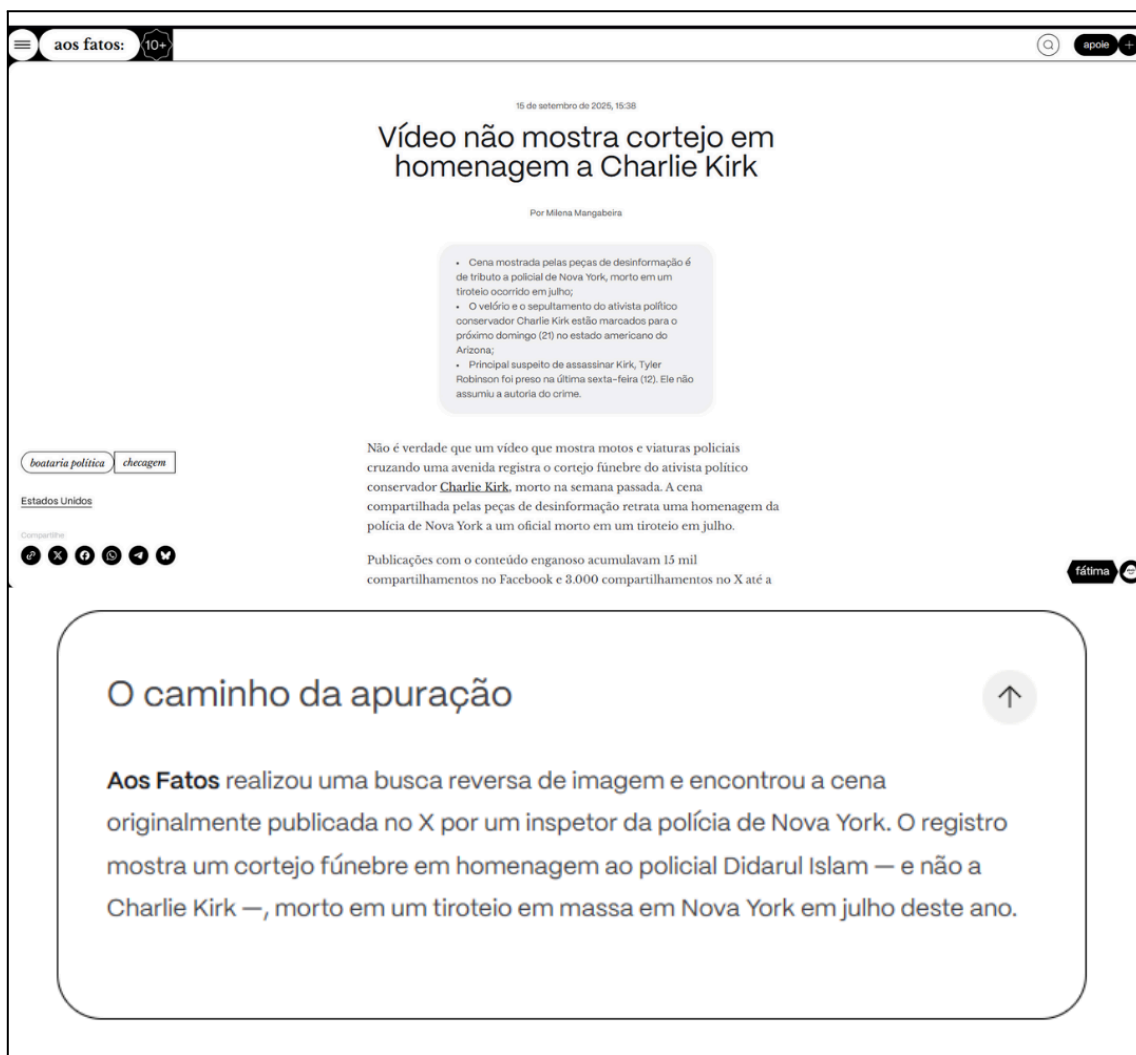 aos fatos:
10+
apoie +
15 de setembro de 2025, 15:38
Vídeo não mostra cortejo em
homenagem a Charlie Kirk
Por Milena Mangabeira
• Cena mostrada pelas peças de desinformação é
de tributo a policial de Nova York, morto em um
tiroteio ocorrido em julho;
• O velório e o sepultamento do ativista político
conservador Charlie Kirk estão marcados para o
próximo domingo (21) no estado americano do
Arizona;
• Principal suspeito de assassinar Kirk, Tyler
Robinson foi preso na última sexta-feira (12). Ele não
assumiu a autoria do crime.
boataria política
checagem
Estados Unidos
Compartilhe
Não é verdade que um vídeo que mostra motos e viaturas policiais
cruzando uma avenida registra o cortejo fúnebre do ativista político
conservador Charlie Kirk, morto na semana passada. A cena
compartilhada pelas peças de desinformação retrata uma homenagem da
polícia de Nova York a um oficial morto em um tiroteio em julho.
Publicações com o conteúdo enganoso acumulavam 15 mil
compartilhamentos no Facebook e 3.000 compartilhamentos no X até a
fátima
O caminho da apuração
Aos Fatos realizou uma busca reversa de imagem e encontrou a cena
originalmente publicada no X por um inspetor da polícia de Nova York. O registro
mostra um cortejo fúnebre em homenagem ao policial Didarul Islam — e não a
Charlie Kirk —, morto em um tiroteio em massa em Nova York em julho deste ano.